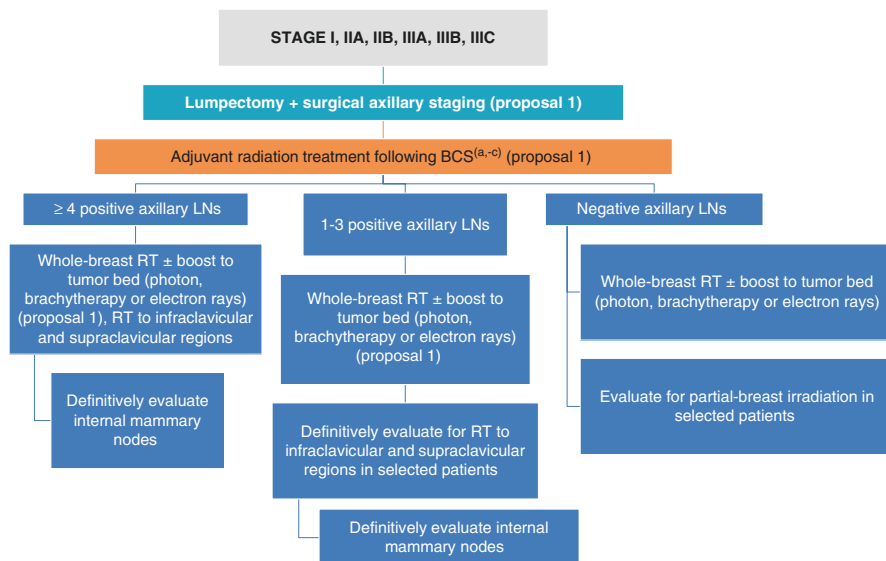 STAGE I, IIA, IIB, IIIA, IIIB, IIIC
Lumpectomy + surgical axillary staging (proposal 1)
Adjuvant radiation treatment following BCS(a,-c) (proposal 1)
≥ 4 positive axillary LNs
Whole-breast RT ± boost to
tumor bed (photon,
brachytherapy or electron rays)
(proposal 1), RT to infraclavicular
and supraclavicular regions
Definitively evaluate
internal mammary
nodes
1-3 positive axillary LNs
Whole-breast RT ± boost to
tumor bed (photon,
brachytherapy or electron rays)
(proposal 1)
Definitively evaluate for RT to
infraclavicular and supraclavicular
regions in selected patients
Definitively evaluate internal
mammary nodes
Negative axillary LNs
Whole-breast RT ± boost to tumor bed
(photon, brachytherapy or electron rays)
Evaluate for partial-breast irradiation in
selected patients